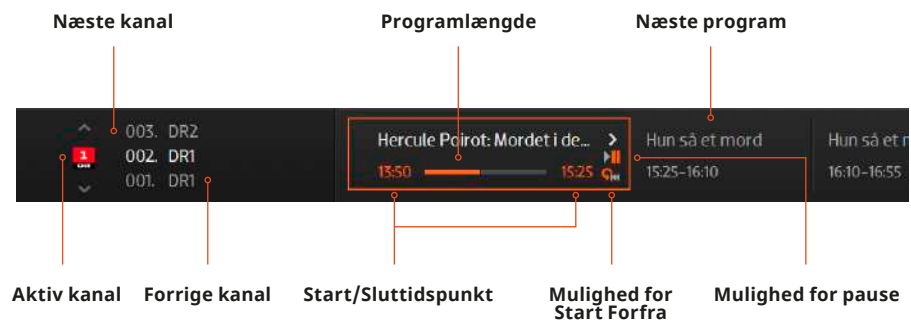 Næste kanal
Programlængde
Næste program
003. DR2
002. DR1
001. DR1
1
Hercule Poirot: Mordet i de...
13:50
15:25
Hun så et mord
15:25-16:10
Hun så et
16:10-16:55
Aktiv kanal
Forrige kanal
Start/Sluttidspunkt
Mulighed for
Start Forfra
Mulighed for pause